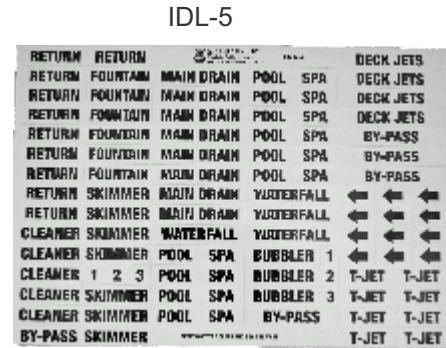 IDL-5
RETURN RETURN DECK JETS
RETURN FOUNTAIN MAIN DRAIN POOL SPA DECK JETS
RETURN FOUNTAIN MAIN DRAIN POOL SPA DECK JETS
RETURN FOUNTAIN MAIN DRAIN POOL SPA DECK JETS
RETURN FOUNTAIN MAIN DRAIN POOL SPA BY-PASS
RETURN FOUNTAIN MAIN DRAIN POOL SPA BY-PASS
RETURN FOUNTAIN MAIN DRAIN POOL SPA BY-PASS
RETURN SKIMMER MAIN DRAIN WATERFALL
RETURN SKIMMER MAIN DRAIN WATERFALL
CLEANER SKIMMER WATERFALL WATERFALL
CLEANER SKIMMER POOL SPA BUBBLER 1
CLEANER 1 2 3 POOL SPA BUBBLER 2 T-JET T-JET
CLEANER SKIMMER POOL SPA BUBBLER 3 T-JET T-JET
CLEANER SKIMMER POOL SPA BY-PASS T-JET T-JET
BY-PASS SKIMMER T-JET T-JET